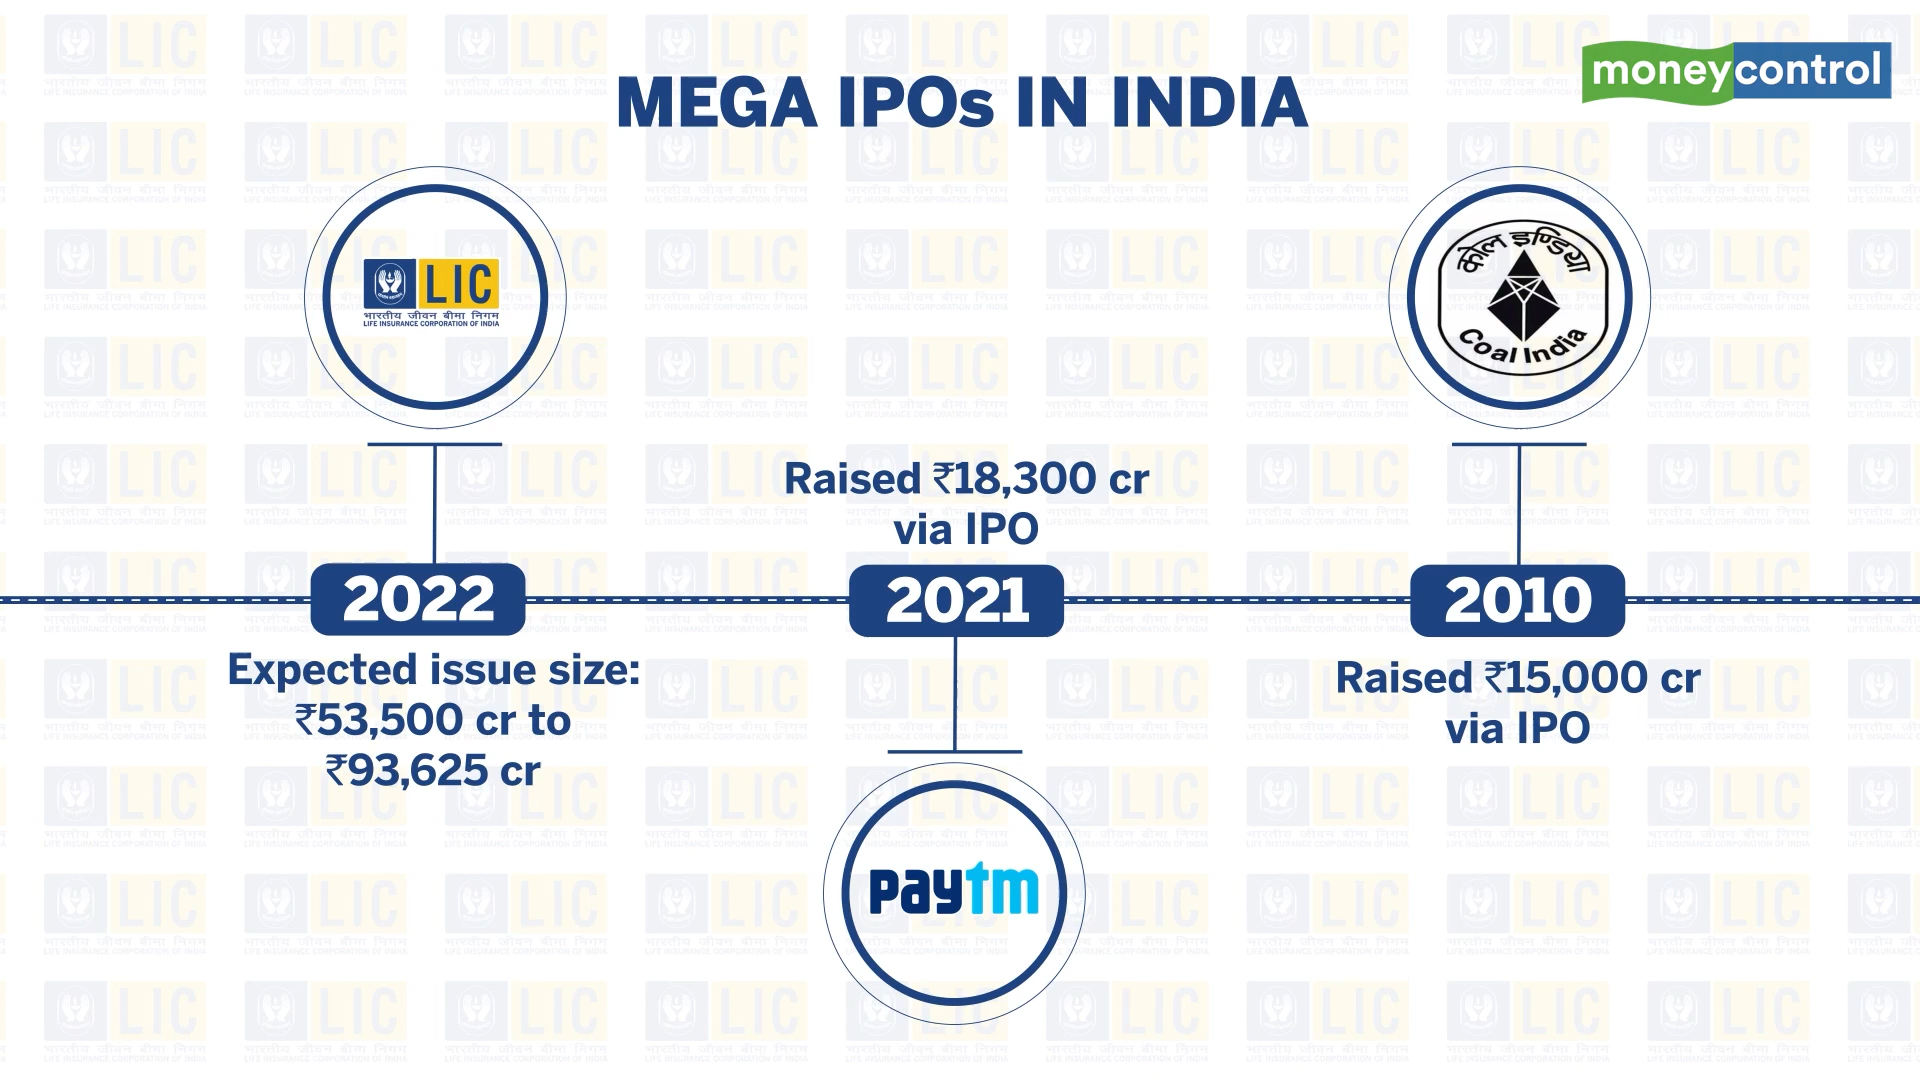 MEGA IPOs IN INDIA
moneycontrol
LIC
भारतीय जीवन बीमा निगम
LIFE INSURANCE CORPORATION OF INDIA
2022
Expected issue size:
₹53,500 cr to
₹93,625 cr
Raised ₹18,300 cr
via IPO
2021
paytm
कोल इण्डिया
Coal India
2010
Raised ₹15,000 cr
via IPO